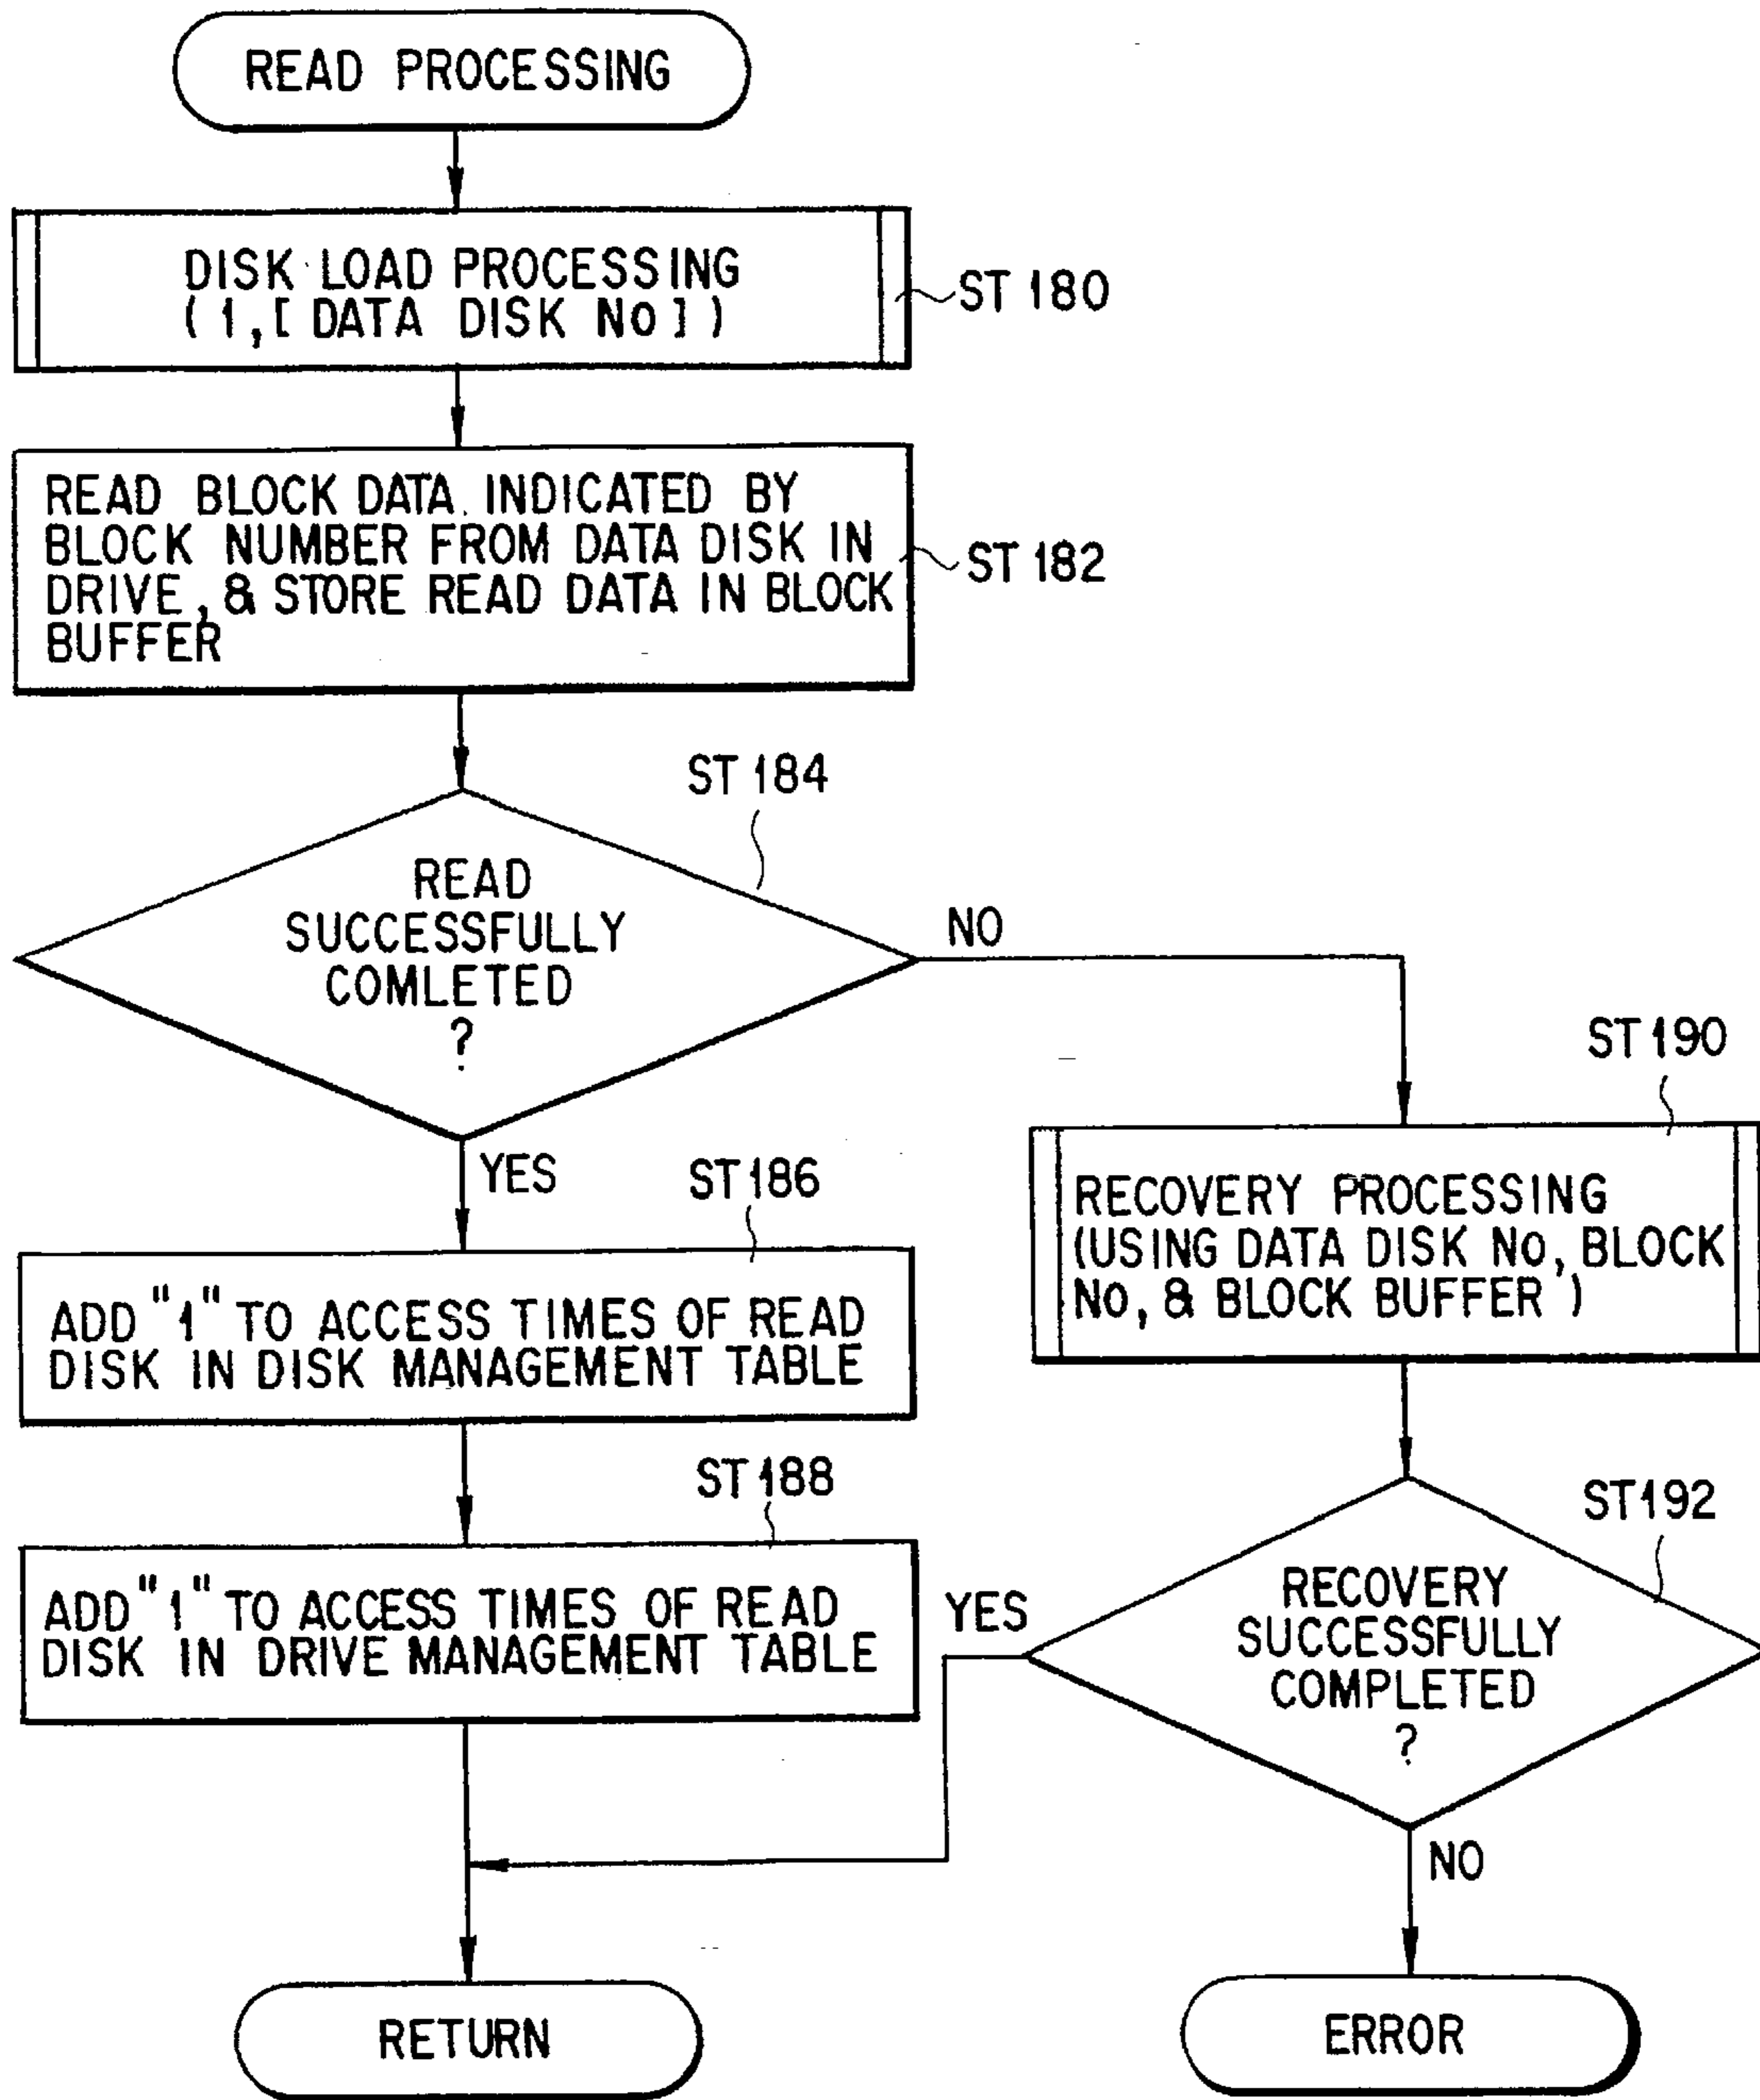 READ PROCESSING
DISK LOAD PROCESSING
(1,[ DATA DISK NO])
ST 180
READ BLOCK DATA INDICATED BY
BLOCK NUMBER FROM DATA DISK IN
DRIVE, & STORE READ DATA IN BLOCK
BUFFER
ST 182
ST 184
READ
SUCCESSFULLY
COMLETED
?
NO
YES
ST 186
ADD "1" TO ACCESS TIMES OF READ
DISK IN DISK MANAGEMENT TABLE
ST 188
ADD "1" TO ACCESS TIMES OF READ
DISK IN DRIVE MANAGEMENT TABLE
ST 190
RECOVERY PROCESSING
(USING DATA DISK NO, BLOCK
NO, & BLOCK BUFFER )
ST192
RECOVERY
SUCCESSFULLY
COMPLETED
?
YES
NO
RETURN
ERROR